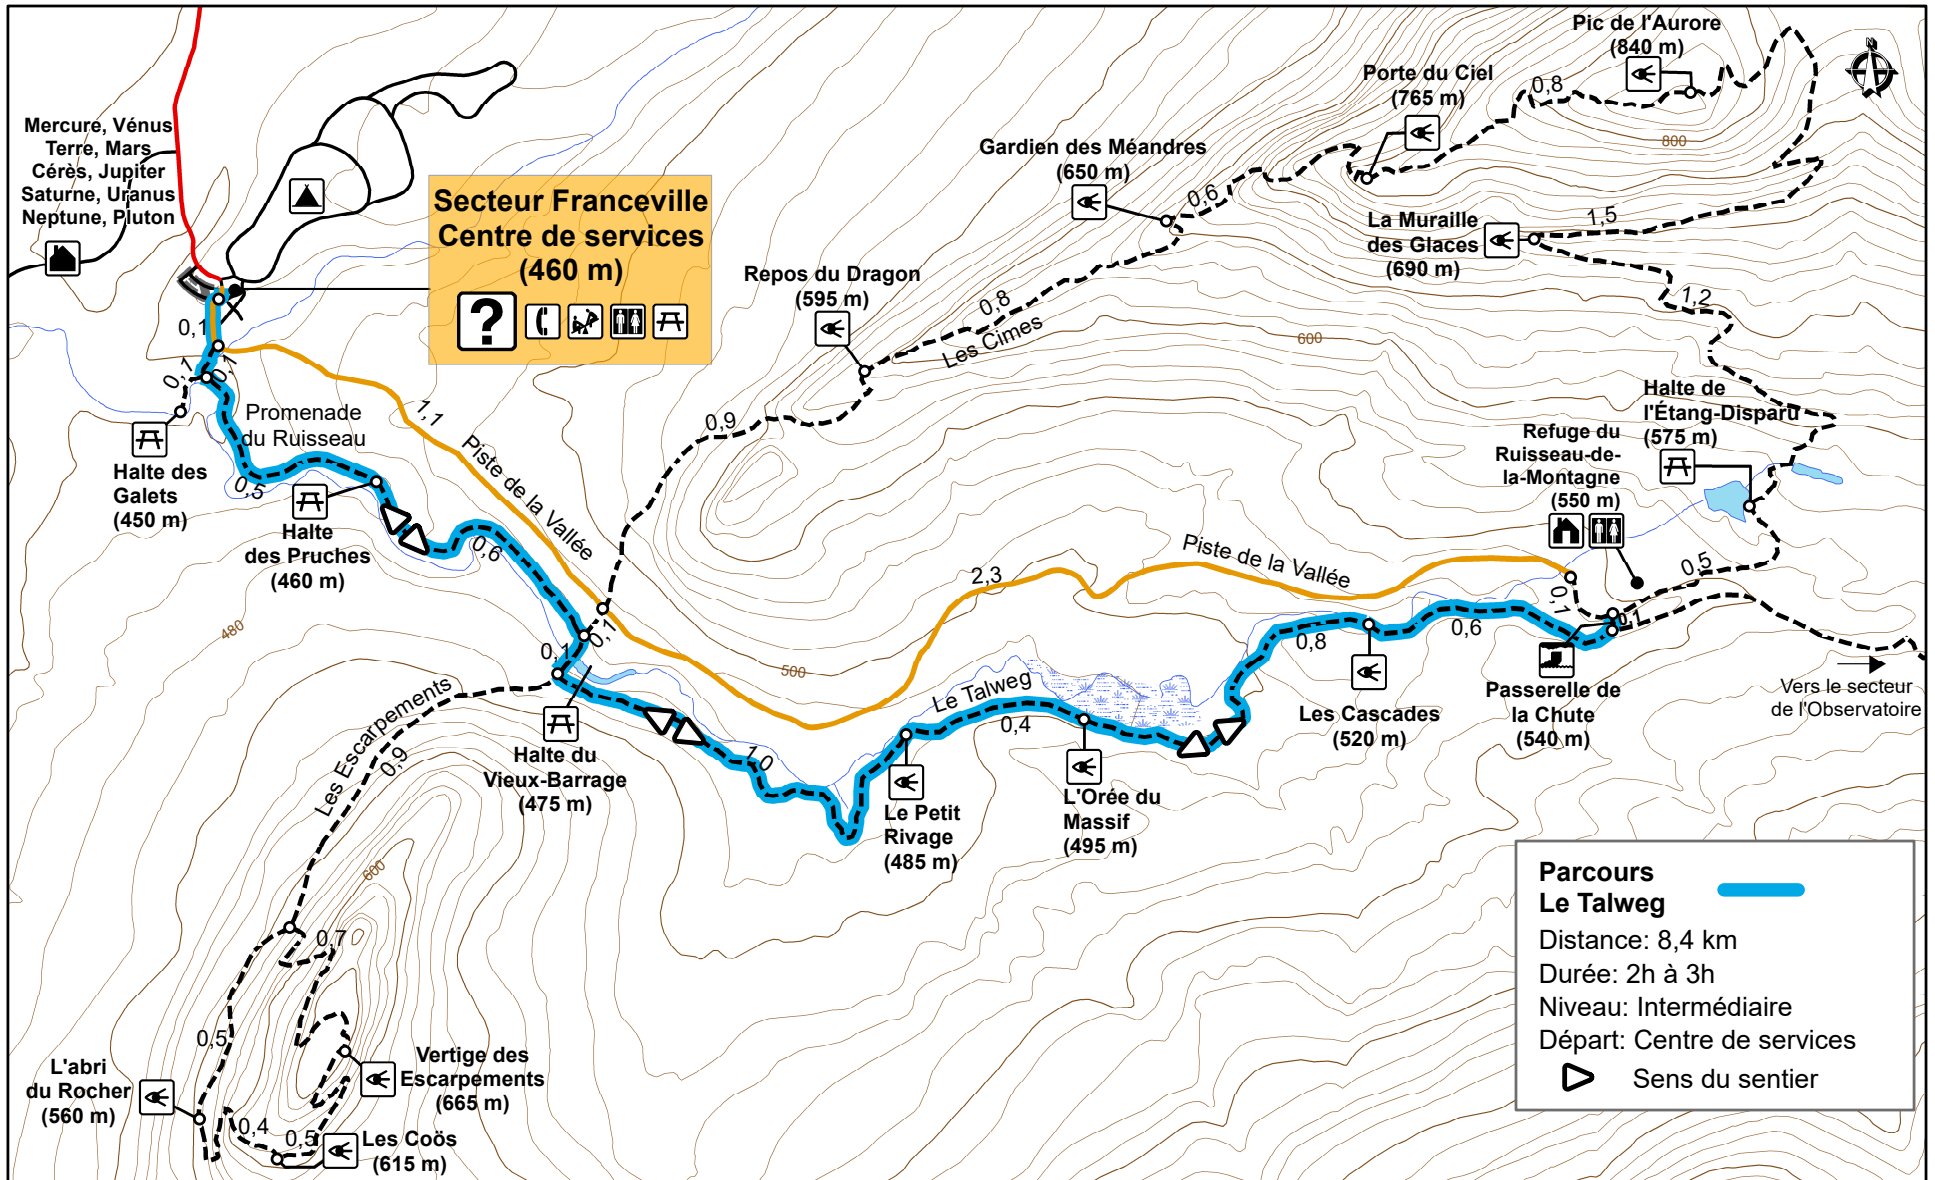 Pic de l'Aurore
(840 m)
Porte du Ciel
(765 m)
0,8
800
Mercure, Vénus
Terre, Mars
Cérès, Jupiter
Saturne, Uranus
Neptune, Pluton
Gardien des Méandres
(650 m)
0,6
Secteur Franceville
Centre de services
(460 m)
?
La Muraille
des Glaces
(690 m)
1,5
Repos du Dragon
(595 m)
0,8
Les Cimes
1,2
600
N
0,1
0,1
0,1
Promenade
du Ruisseau
1,1
Piste de la Vallée
0,9
Halte de
l'Étang-Disparu
(575 m)
Refuge du
Ruisseau-de-
la-Montagne
(550 m)
Halte des
Galets
(450 m)
0,5
Halte
des Pruches
(460 m)
0,6
Piste de la Vallée
2,3
0,5
0,1
0,1
480
0,1
0,1
500
0,8
0,6
Passerelle de
la Chute
(540 m)
Vers le secteur
de l'Observatoire
Les Cascades
(520 m)
Le Talweg
0,4
Les Escarpements
0,9
Halte du
Vieux-Barrage
(475 m)
1,0
Le Petit
Rivage
(485 m)
L'Orée du
Massif
(495 m)
600
0,7
0,5
L'abri
du Rocher
(560 m)
Vertige des
Escarpements
(665 m)
0,4
0,5
Les Coös
(615 m)
Parcours
Le Talweg
Distance: 8,4 km
Durée: 2h à 3h
Niveau: Intermédiaire
Départ: Centre de services
Sens du sentier